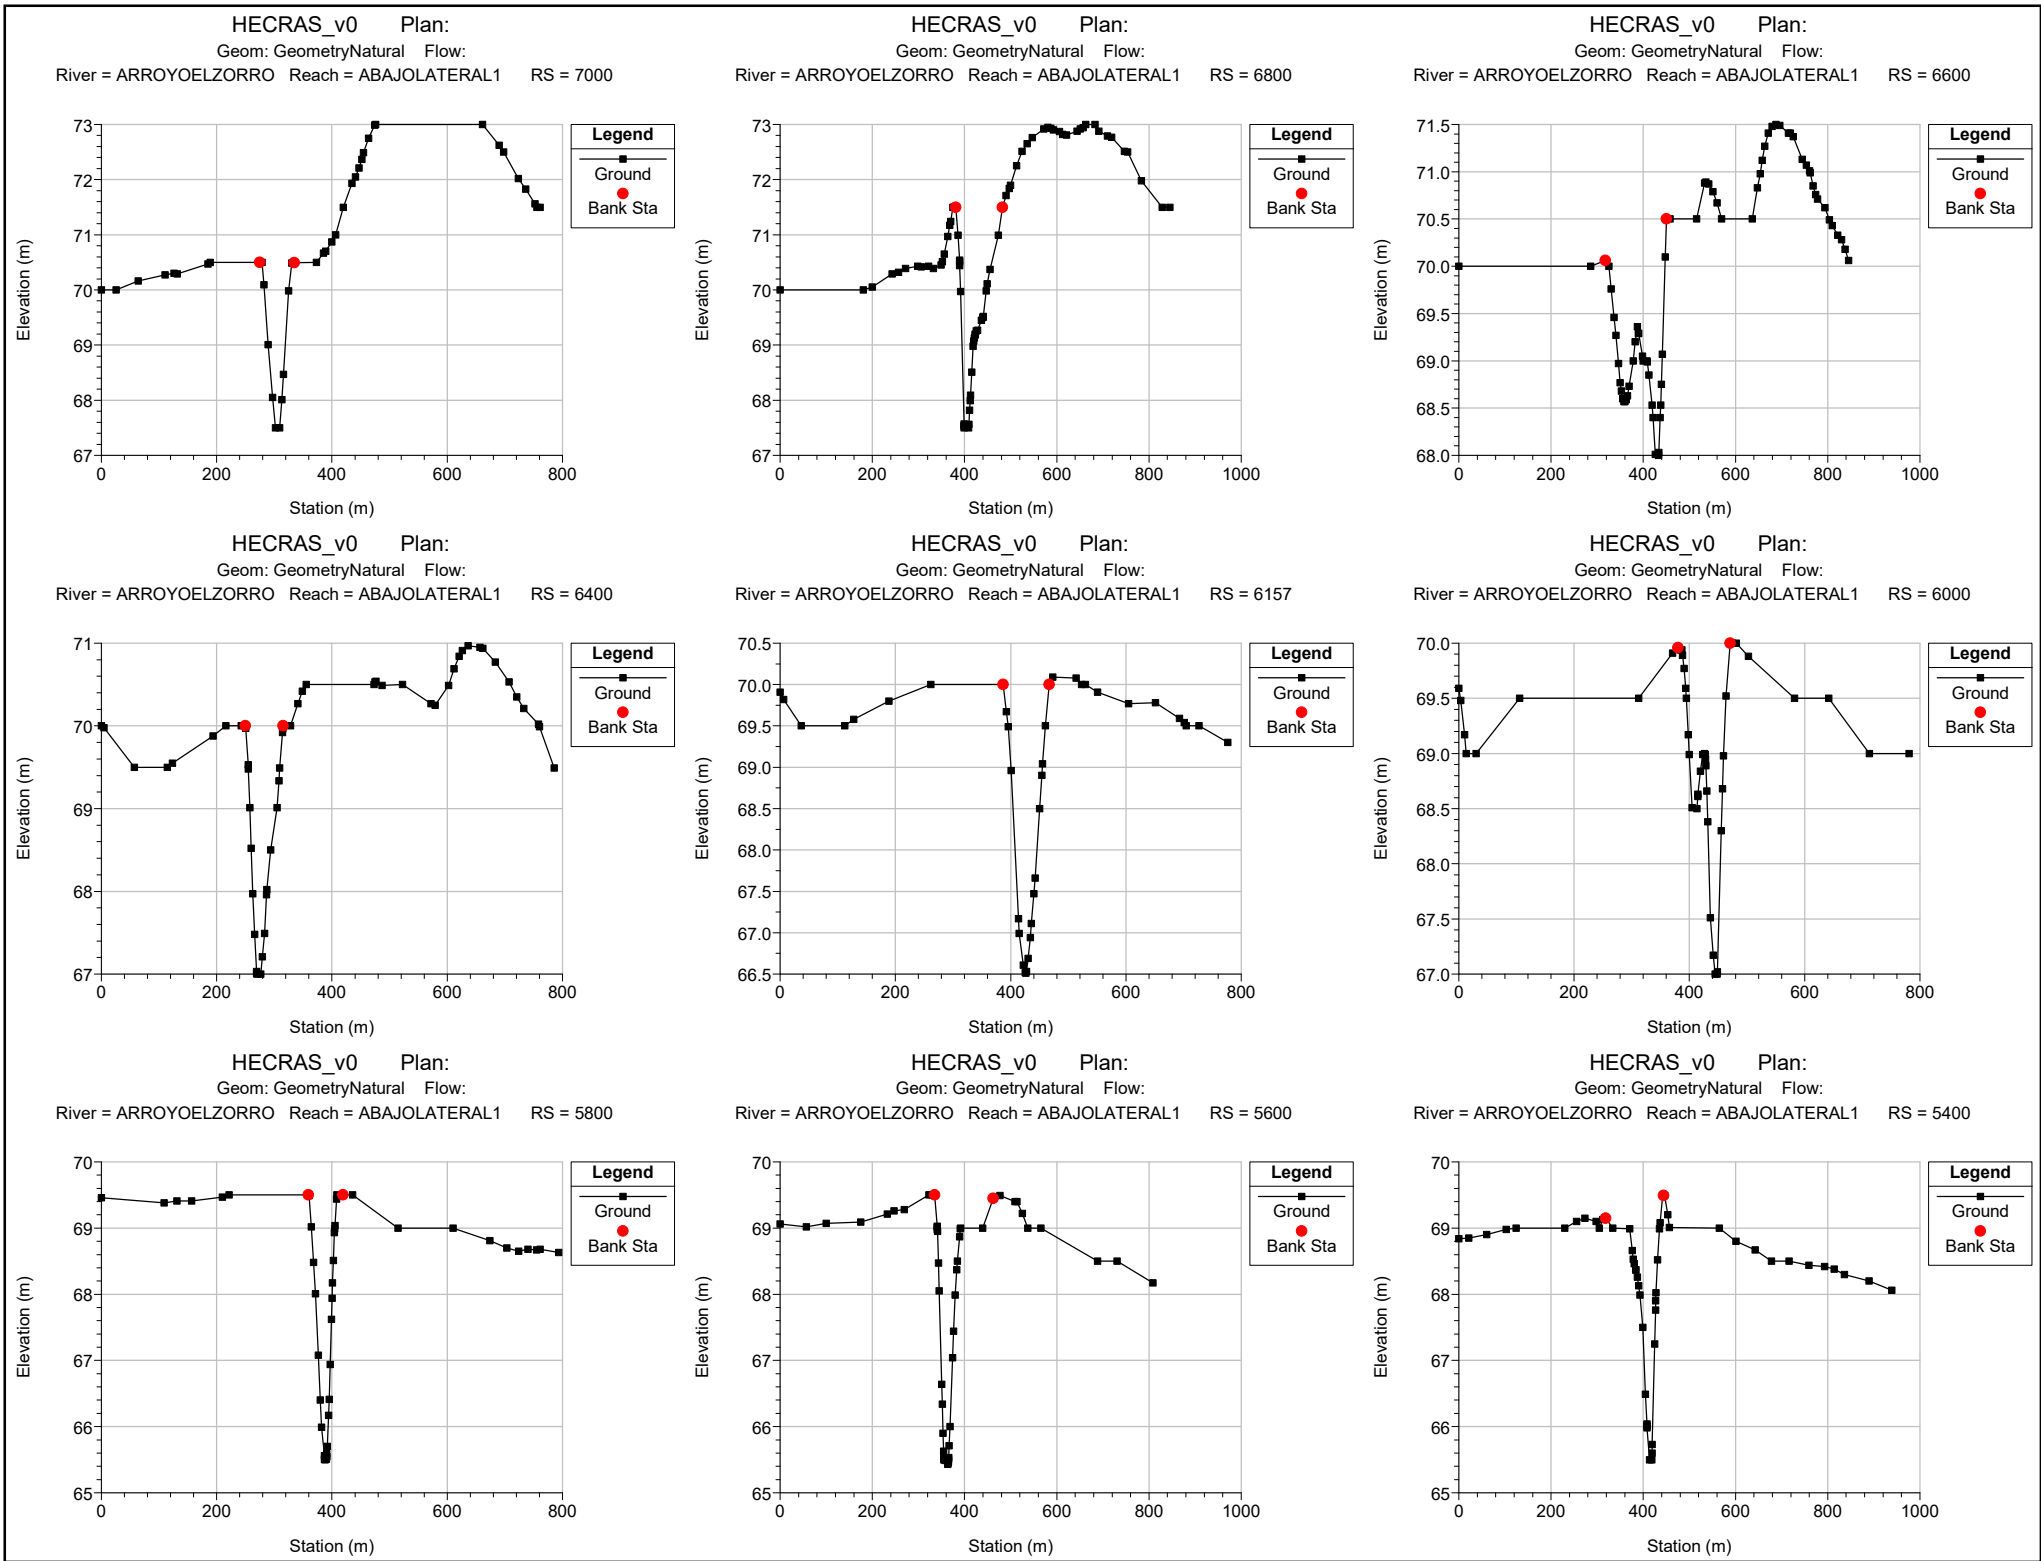 HECRAS_v0 Plan:
Geom: GeometryNatural Flow:
River = ARROYOELZORRO Reach = ABAJOLATERAL1 RS = 7000
73
72
71
70
69
68
67
0 200 400 600 800
Station (m)
Elevation (m)
Legend
Ground
Bank Sta
HECRAS_v0 Plan:
Geom: GeometryNatural Flow:
River = ARROYOELZORRO Reach = ABAJOLATERAL1 RS = 6800
73
72
71
70
69
68
67
0 200 400 600 800 1000
Station (m)
Elevation (m)
Legend
Ground
Bank Sta
HECRAS_v0 Plan:
Geom: GeometryNatural Flow:
River = ARROYOELZORRO Reach = ABAJOLATERAL1 RS = 6600
71.5
71.0
70.5
70.0
69.5
69.0
68.5
68.0
0 200 400 600 800 1000
Station (m)
Elevation (m)
Legend
Ground
Bank Sta
HECRAS_v0 Plan:
Geom: GeometryNatural Flow:
River = ARROYOELZORRO Reach = ABAJOLATERAL1 RS = 6400
71
70
69
68
67
0 200 400 600 800
Station (m)
Elevation (m)
Legend
Ground
Bank Sta
HECRAS_v0 Plan:
Geom: GeometryNatural Flow:
River = ARROYOELZORRO Reach = ABAJOLATERAL1 RS = 6157
70.5
70.0
69.5
69.0
68.5
68.0
67.5
67.0
66.5
0 200 400 600 800
Station (m)
Elevation (m)
Legend
Ground
Bank Sta
HECRAS_v0 Plan:
Geom: GeometryNatural Flow:
River = ARROYOELZORRO Reach = ABAJOLATERAL1 RS = 6000
70.0
69.5
69.0
68.5
68.0
67.5
67.0
0 200 400 600 800
Station (m)
Elevation (m)
Legend
Ground
Bank Sta
HECRAS_v0 Plan:
Geom: GeometryNatural Flow:
River = ARROYOELZORRO Reach = ABAJOLATERAL1 RS = 5800
70
69
68
67
66
65
0 200 400 600 800
Station (m)
Elevation (m)
Legend
Ground
Bank Sta
HECRAS_v0 Plan:
Geom: GeometryNatural Flow:
River = ARROYOELZORRO Reach = ABAJOLATERAL1 RS = 5600
70
69
68
67
66
65
0 200 400 600 800 1000
Station (m)
Elevation (m)
Legend
Ground
Bank Sta
HECRAS_v0 Plan:
Geom: GeometryNatural Flow:
River = ARROYOELZORRO Reach = ABAJOLATERAL1 RS = 5400
70
69
68
67
66
65
0 200 400 600 800 1000
Station (m)
Elevation (m)
Legend
Ground
Bank Sta